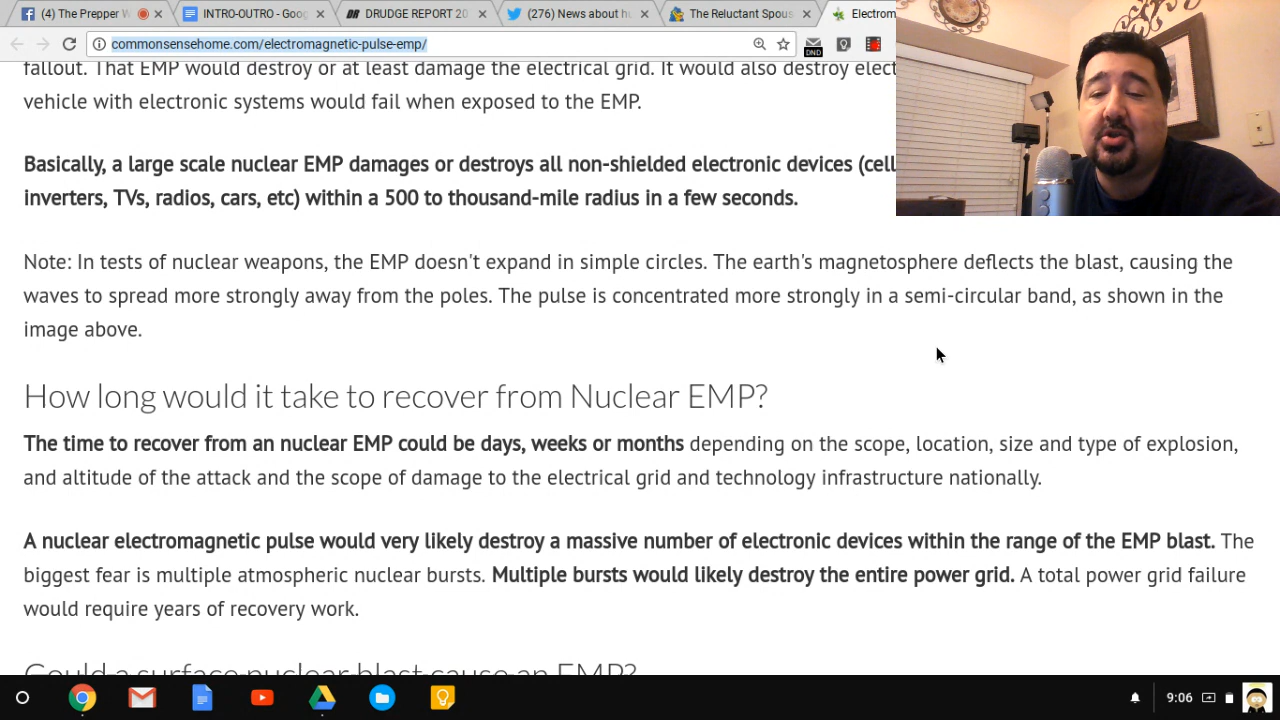 (4) The Prepper W
INTRO-OUTRO - Goog
DR DRUDGE REPORT 20
(276) News about hu
The Reluctant Spous
Electrom
commonsensehome.com/electromagnetic-pulse-emp/
DND
fallout. That EMP would destroy or at least damage the electrical grid. It would also destroy elect
vehicle with electronic systems would fail when exposed to the EMP.
Basically, a large scale nuclear EMP damages or destroys all non-shielded electronic devices (cell
inverters, TVs, radios, cars, etc) within a 500 to thousand-mile radius in a few seconds.
Note: In tests of nuclear weapons, the EMP doesn't expand in simple circles. The earth's magnetosphere deflects the blast, causing the
waves to spread more strongly away from the poles. The pulse is concentrated more strongly in a semi-circular band, as shown in the
image above.
How long would it take to recover from Nuclear EMP?
The time to recover from an nuclear EMP could be days, weeks or months depending on the scope, location, size and type of explosion,
and altitude of the attack and the scope of damage to the electrical grid and technology infrastructure nationally.
A nuclear electromagnetic pulse would very likely destroy a massive number of electronic devices within the range of the EMP blast. The
biggest fear is multiple atmospheric nuclear bursts. Multiple bursts would likely destroy the entire power grid. A total power grid failure
would require years of recovery work.
Could a surface nuclear blast cause an EMP?
9:06